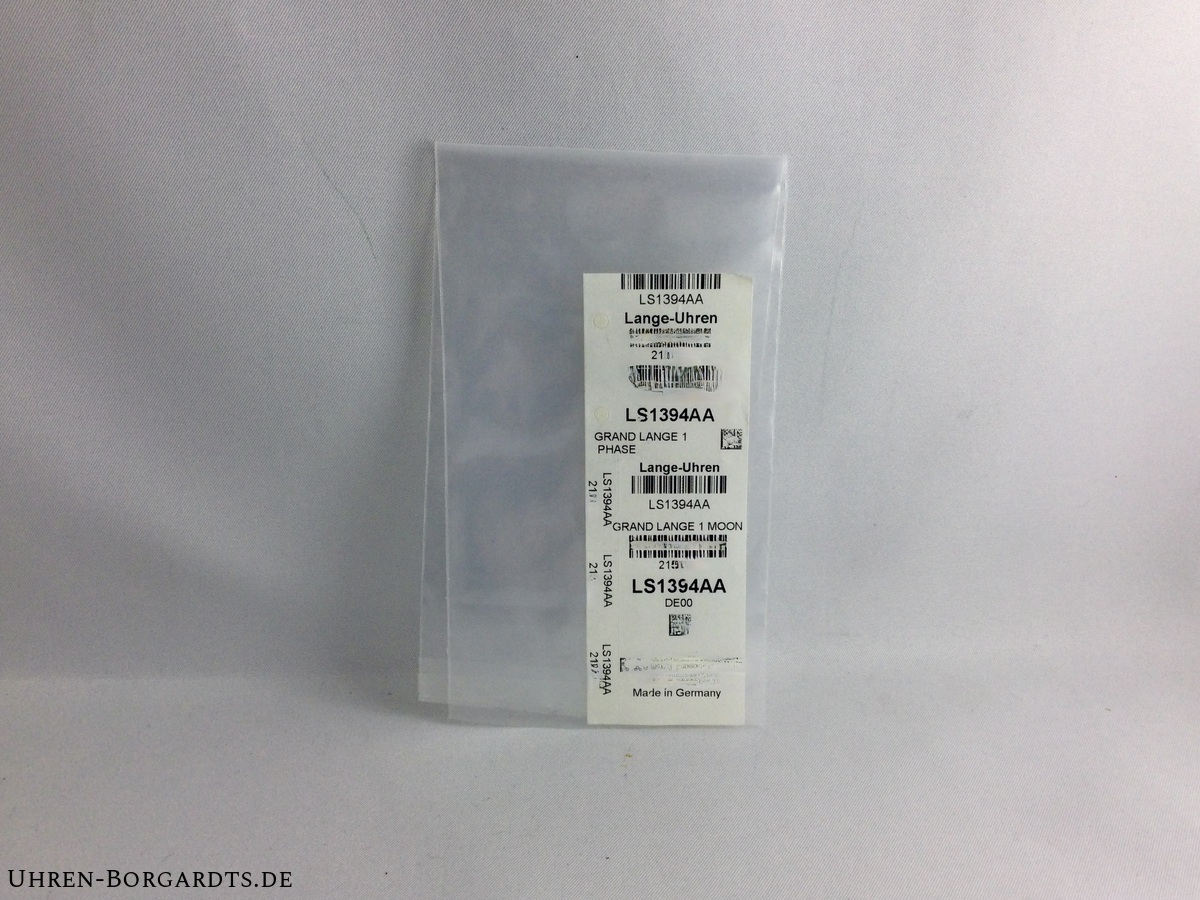 LS1394AA
Lange-Uhren
LS1394AA
GRAND LANGE 1
PHASE
Lange-Uhren
LS1394AA
GRAND LANGE 1 MOON
LS1394AA
DE00
Made in Germany
LS1394AA
LS1394AA
LS1394AA
UHREN-BORGARDTS.DE